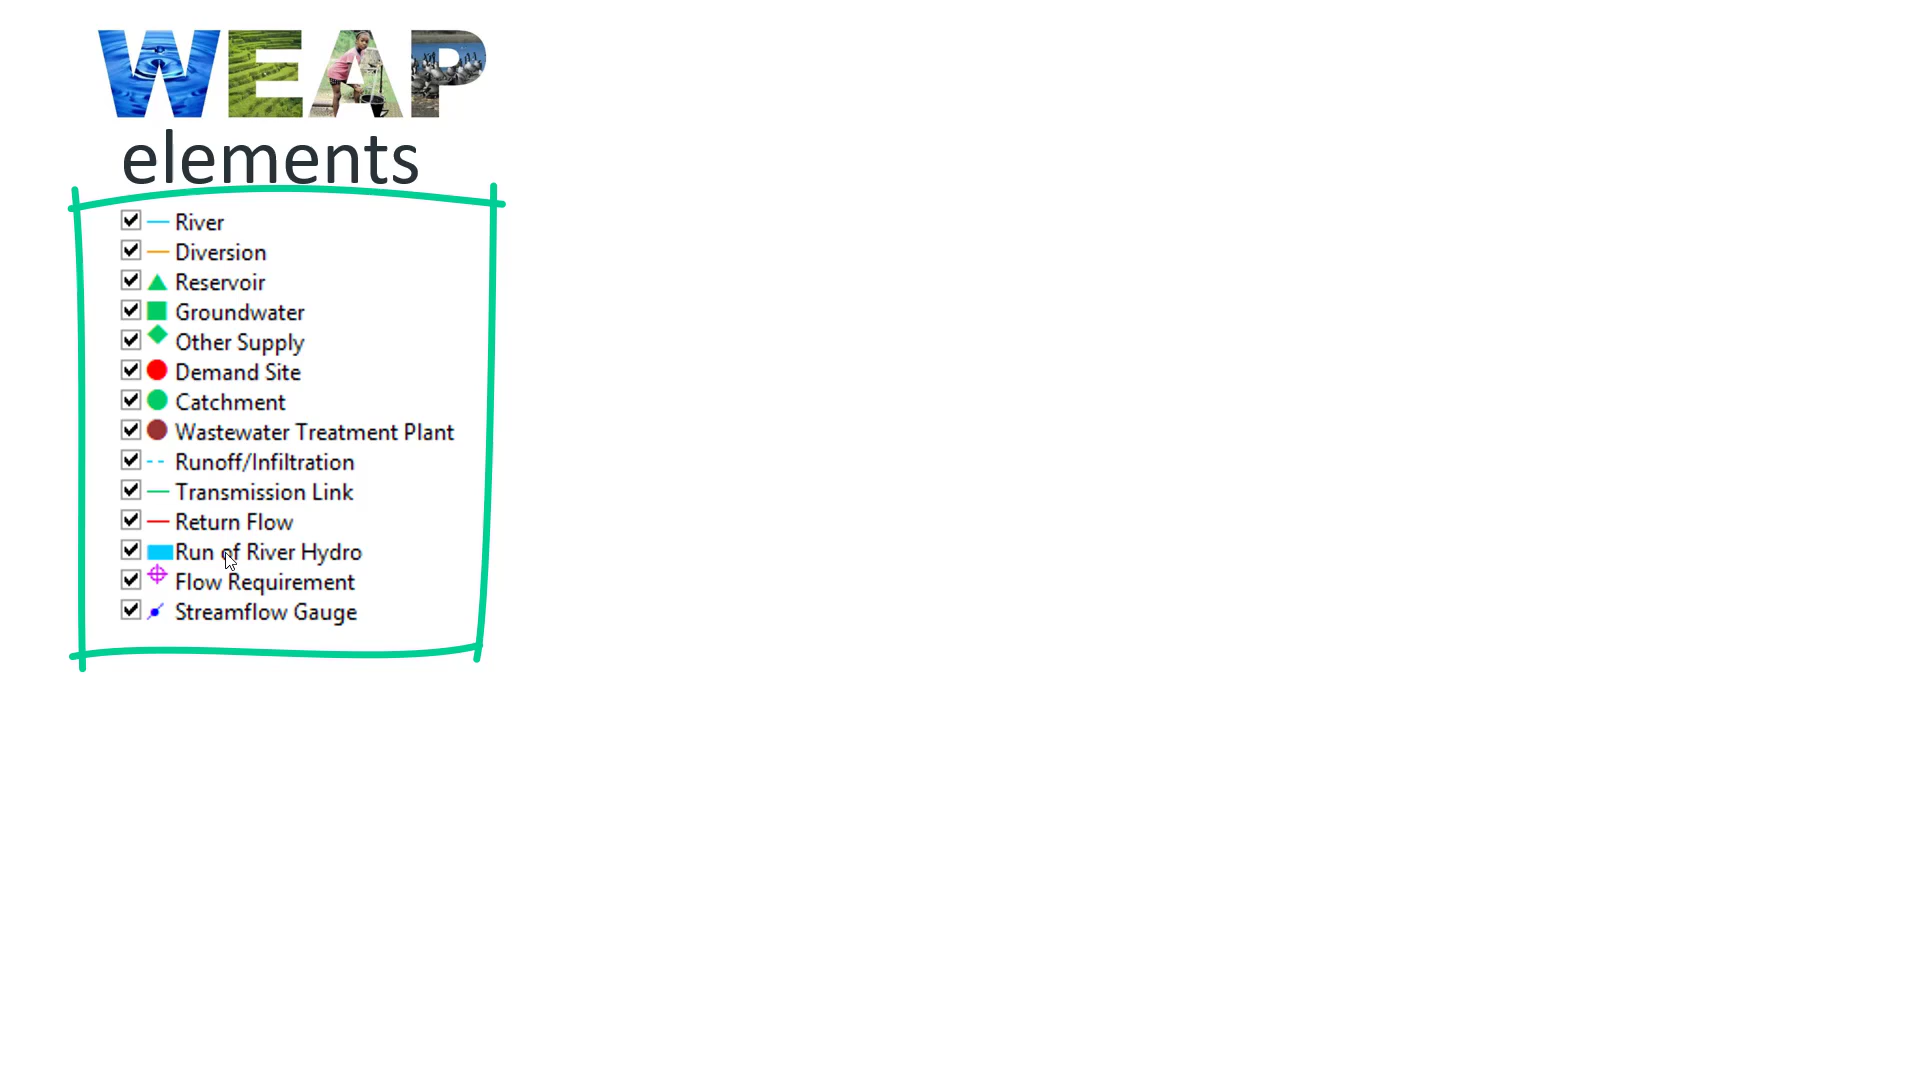 WEAP
elements
River
Diversion
Reservoir
Groundwater
Other Supply
Demand Site
Catchment
Wastewater Treatment Plant
Runoff/Infiltration
Transmission Link
Return Flow
Run of River Hydro
Flow Requirement
Streamflow Gauge